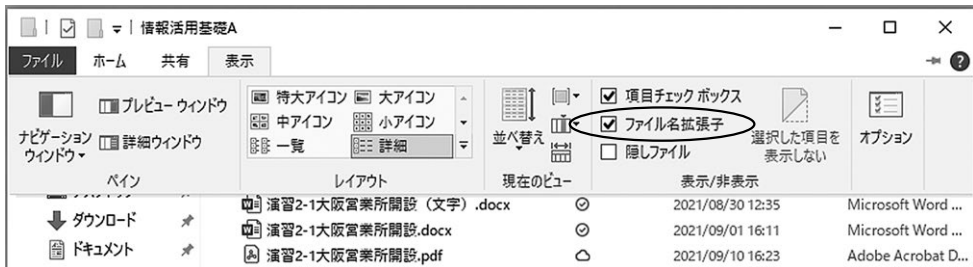 情報活用基礎A
ファイル ホーム 共有 表示
ナビゲーション ウィンドウ
プレビュー ウィンドウ
詳細ウィンドウ
ペイン
特大アイコン 大アイコン
中アイコン 小アイコン
一覧 詳細
レイアウト
並べ替え
現在のビュー
項目チェック ボックス
ファイル名拡張子
隠しファイル
選択した項目を
表示しない
表示/非表示
オプション
ダウンロード
ドキュメント
演習2-1大阪営業所開設（文字）.docx 2021/08/30 12:35 Microsoft Word ...
演習2-1大阪営業所開設.docx 2021/09/01 16:11 Microsoft Word ...
演習2-1大阪営業所開設.pdf 2021/09/10 16:23 Adobe Acrobat D...